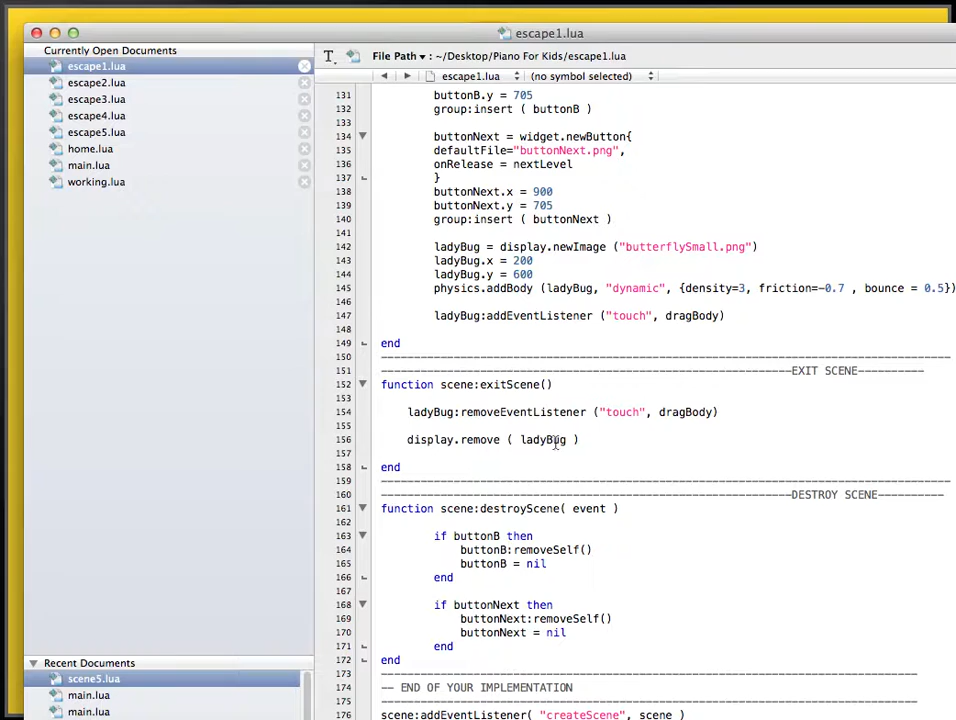 escape1.lua
Currently Open Documents
escape1.lua
escape2.lua
escape3.lua
escape4.lua
escape5.lua
home.lua
main.lua
working.lua
Recent Documents
scene5.lua
main.lua
main.lua
T. File Path ▾ : ~/Desktop/Piano For Kids/escape1.lua
escape1.lua (no symbol selected)
131 buttonB.y = 705
132 group:insert ( buttonB )
133
134 buttonNext = widget.newButton{
135 defaultFile="buttonNext.png",
136 onRelease = nextLevel
137 }
138 buttonNext.x = 900
139 buttonNext.y = 705
140 group:insert ( buttonNext )
141
142 ladyBug = display.newImage ("butterflySmall.png")
143 ladyBug.x = 200
144 ladyBug.y = 600
145 physics.addBody (ladyBug, "dynamic", {density=3, friction=-0.7 , bounce = 0.5})
146
147 ladyBug:addEventListener ("touch", dragBody)
148
149 end
150 --------------------------------------------------------------------------------------
151 --------------------------------------------------------------EXIT SCENE----------
152 function scene:exitScene()
153
154 ladyBug:removeEventListener ("touch", dragBody)
155
156 display.remove ( ladyBug )
157
158 end
159 --------------------------------------------------------------------------------------
160 --------------------------------------------------------------DESTROY SCENE----------
161 function scene:destroyScene( event )
162
163 if buttonB then
164 buttonB:removeSelf()
165 buttonB = nil
166 end
167
168 if buttonNext then
169 buttonNext:removeSelf()
170 buttonNext = nil
171 end
172 end
173 ---------------------------------------------------------------------------------
174 -- END OF YOUR IMPLEMENTATION
175 ---------------------------------------------------------------------------------
176 scene:addEventListener( "createScene", scene )